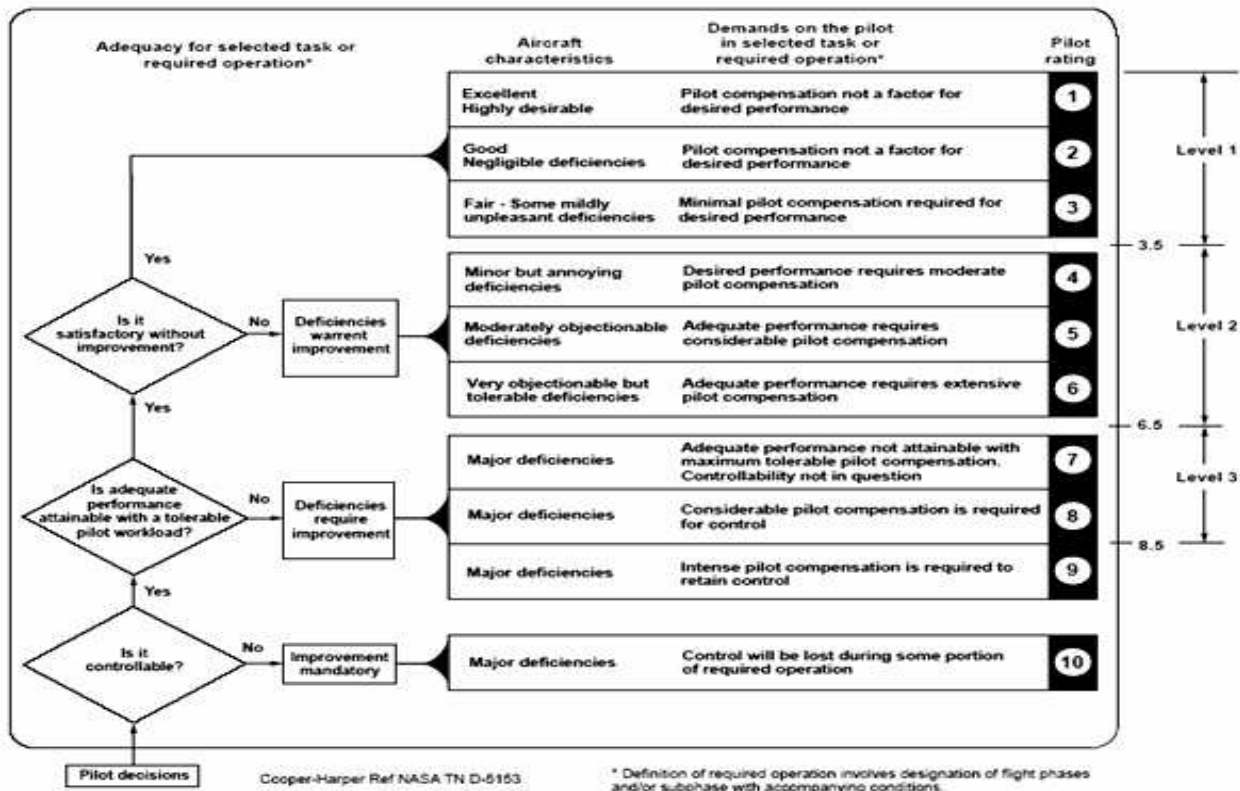 Adequacy for selected task or
required operation*
Aircraft
characteristics
Demands on the pilot
in selected task or
required operation*
Pilot
rating
Excellent
Highly desirable
Pilot compensation not a factor for
desired performance
1
Good
Negligible deficiencies
Pilot compensation not a factor for
desired performance
2
Fair - Some mildly
unpleasant deficiencies
Minimal pilot compensation required for
desired performance
3
Level 1
3.5
Yes
Is it
satisfactory without
improvement?
No
Deficiencies
warrent
improvement
Minor but annoying
deficiencies
Desired performance requires moderate
pilot compensation
4
Moderately objectionable
deficiencies
Adequate performance requires
considerable pilot compensation
5
Very objectionable but
tolerable deficiencies
Adequate performance requires extensive
pilot compensation
6
Level 2
6.5
Yes
Is adequate
performance
attainable with a tolerable
pilot workload?
No
Deficiencies
require
improvement
Major deficiencies
Adequate performance not attainable with
maximum tolerable pilot compensation.
Controllability not in question
7
Major deficiencies
Considerable pilot compensation is required
for control
8
Level 3
8.5
Major deficiencies
Intense pilot compensation is required to
retain control
9
Yes
Is it
controllable?
No
Improvement
mandatory
Major deficiencies
Control will be lost during some portion
of required operation
10
Pilot decisions
Cooper-Harper Ref NASA TN D-5153
* Definition of required operation involves designation of flight phases
and/or subphase with accompanying conditions.